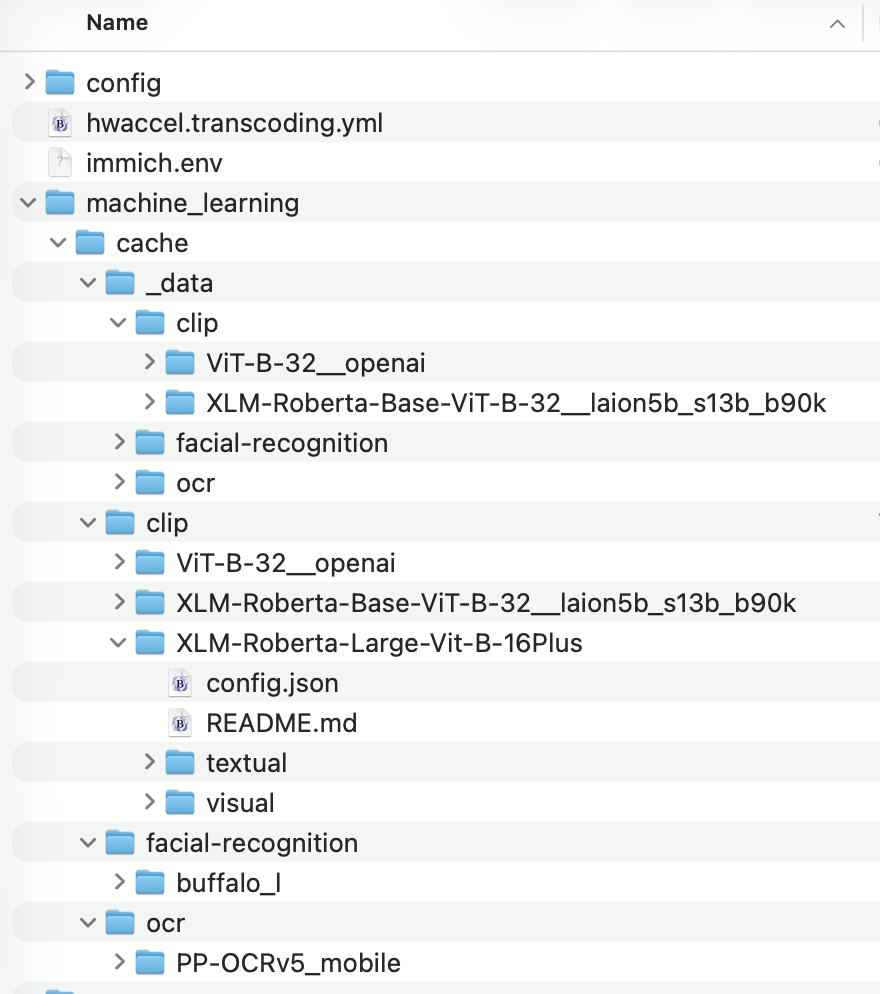 Name
config
hwaccel.transcoding.yml
immich.env
machine_learning
cache
_data
clip
ViT-B-32__openai
XLM-Roberta-Base-ViT-B-32__laion5b_s13b_b90k
facial-recognition
ocr
clip
ViT-B-32__openai
XLM-Roberta-Base-ViT-B-32__laion5b_s13b_b90k
XLM-Roberta-Large-Vit-B-16Plus
config.json
README.md
textual
visual
facial-recognition
buffalo_l
ocr
PP-OCRv5_mobile